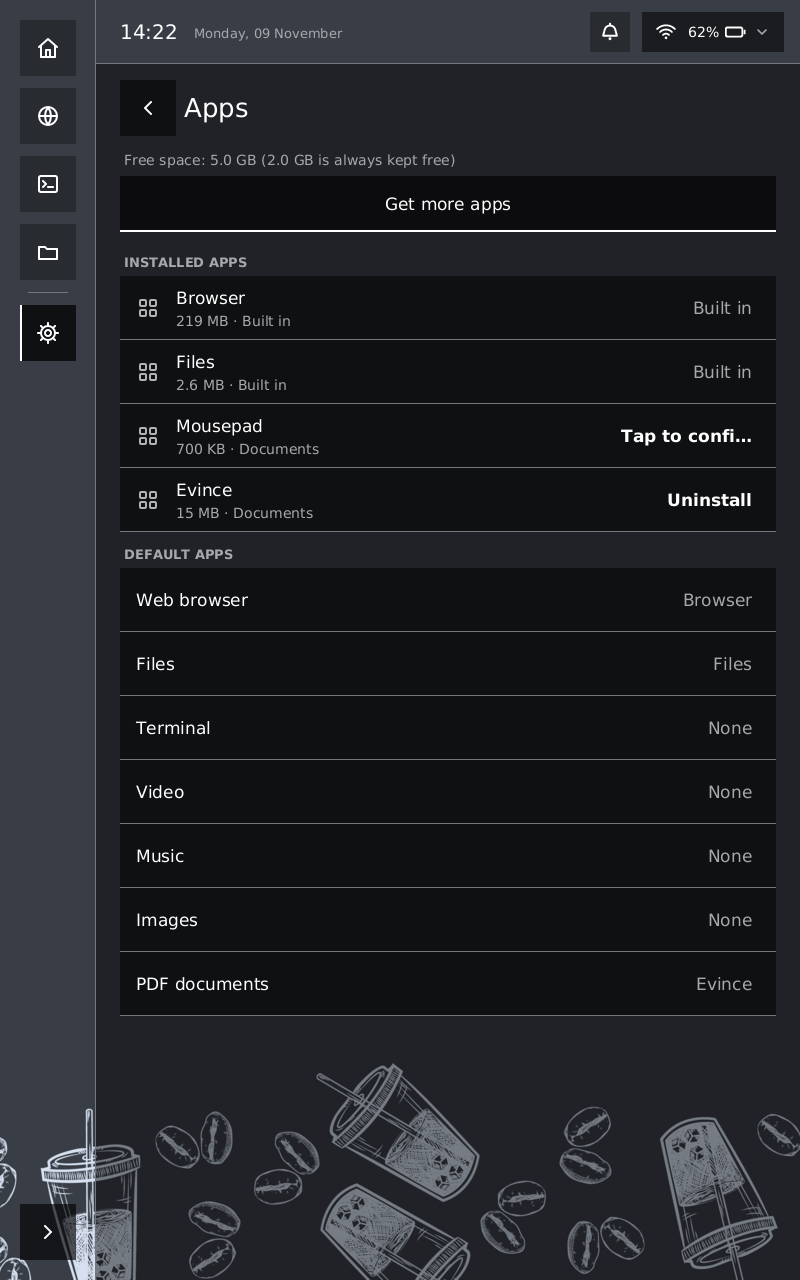 14:22 Monday, 09 November 62%
Apps
Free space: 5.0 GB (2.0 GB is always kept free)
Get more apps
INSTALLED APPS
Browser
219 MB · Built in
Built in
Files
2.6 MB · Built in
Built in
Mousepad
700 KB · Documents
Tap to confi…
Evince
15 MB · Documents
Uninstall
DEFAULT APPS
Web browser Browser
Files Files
Terminal None
Video None
Music None
Images None
PDF documents Evince